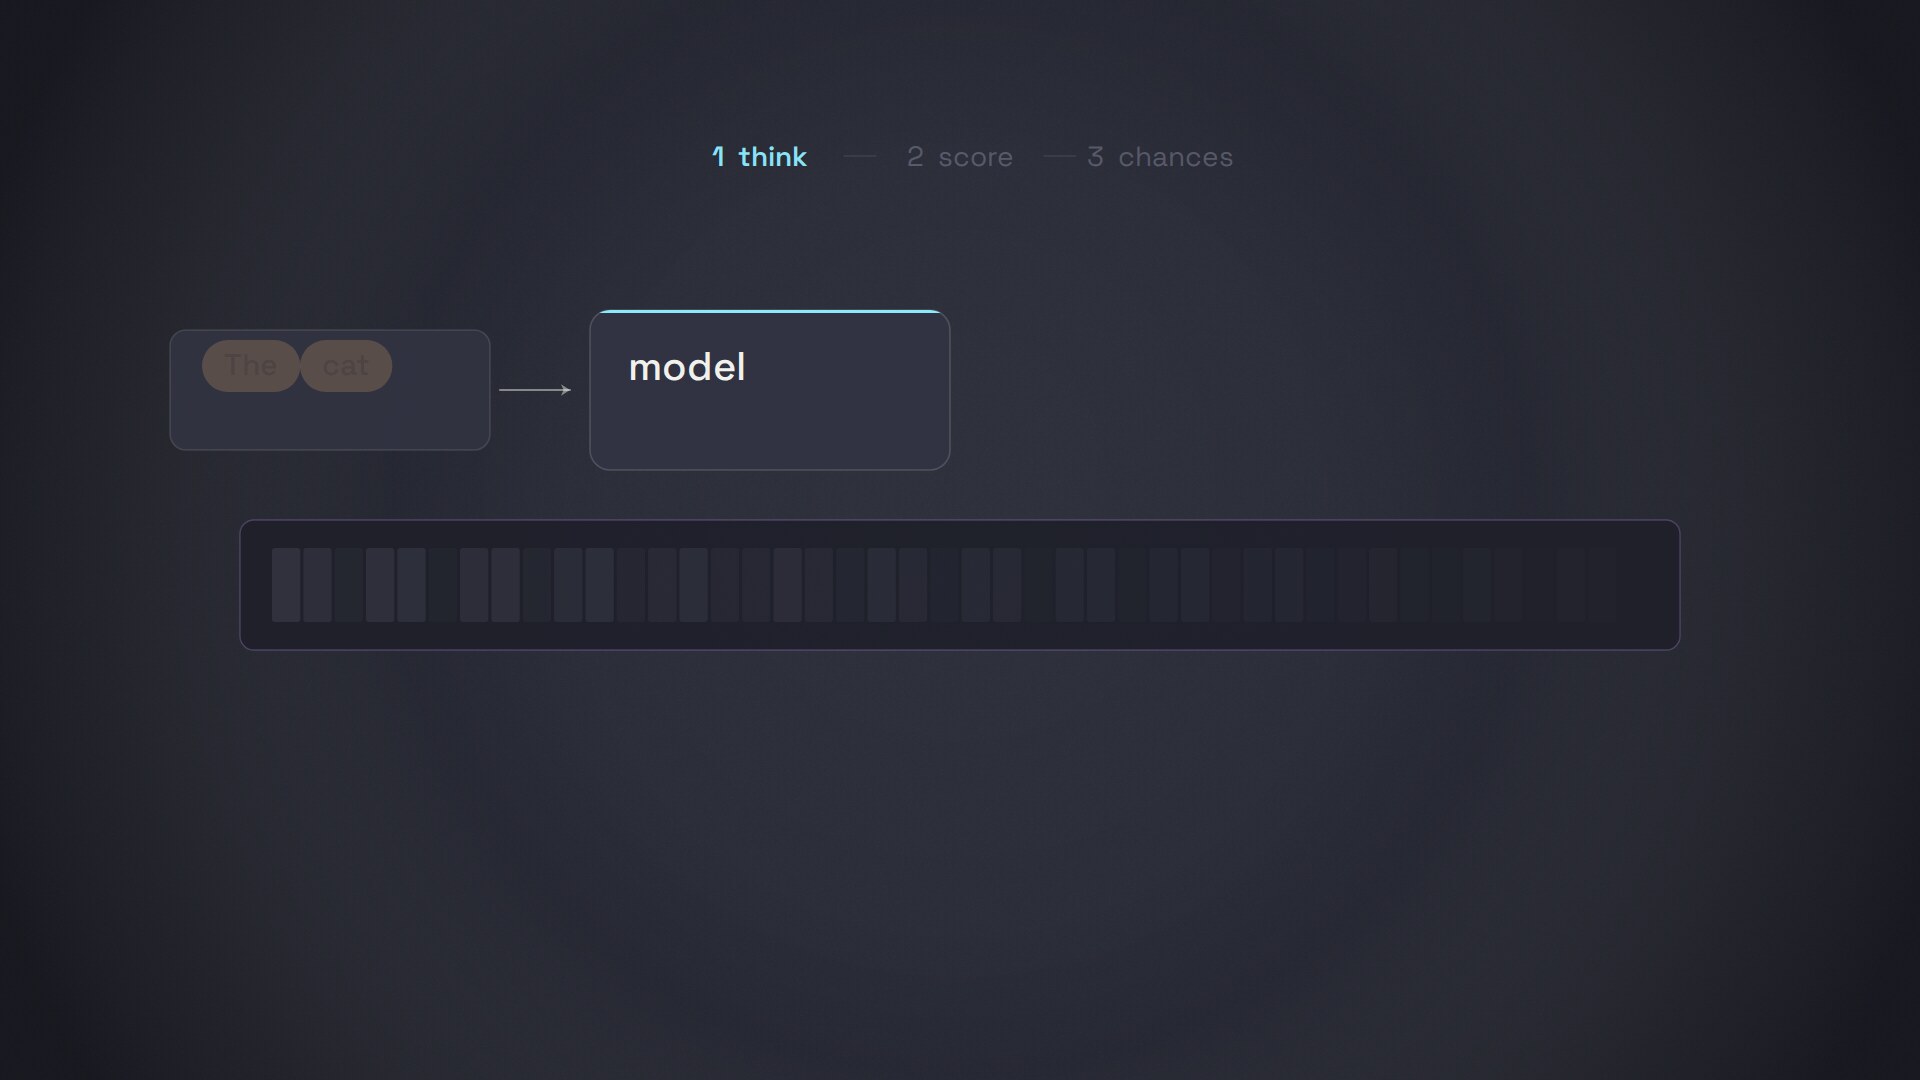 1 think — 2 score — 3 chances
The cat
model